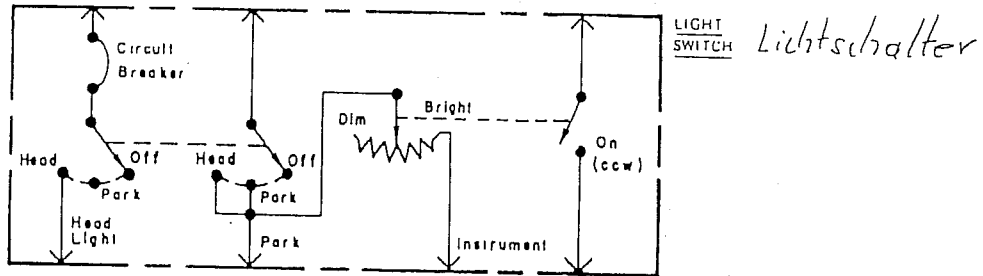 LIGHT
SWITCH Lichtschalter
Circuit
Breaker
Bright
Dim
On
(ccw)
Head Off Head Off
Park Park
Head
Light
Park Instrument